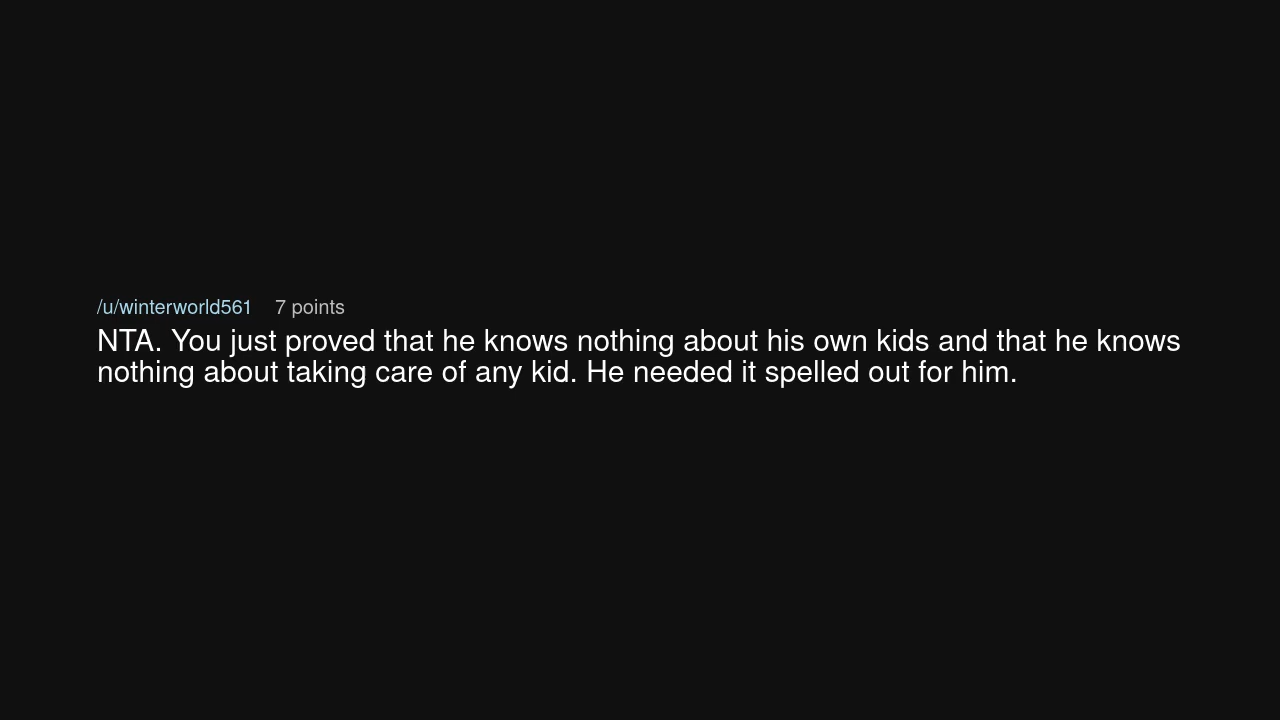 /u/winterworld561 7 points
NTA. You just proved that he knows nothing about his own kids and that he knows
nothing about taking care of any kid. He needed it spelled out for him.